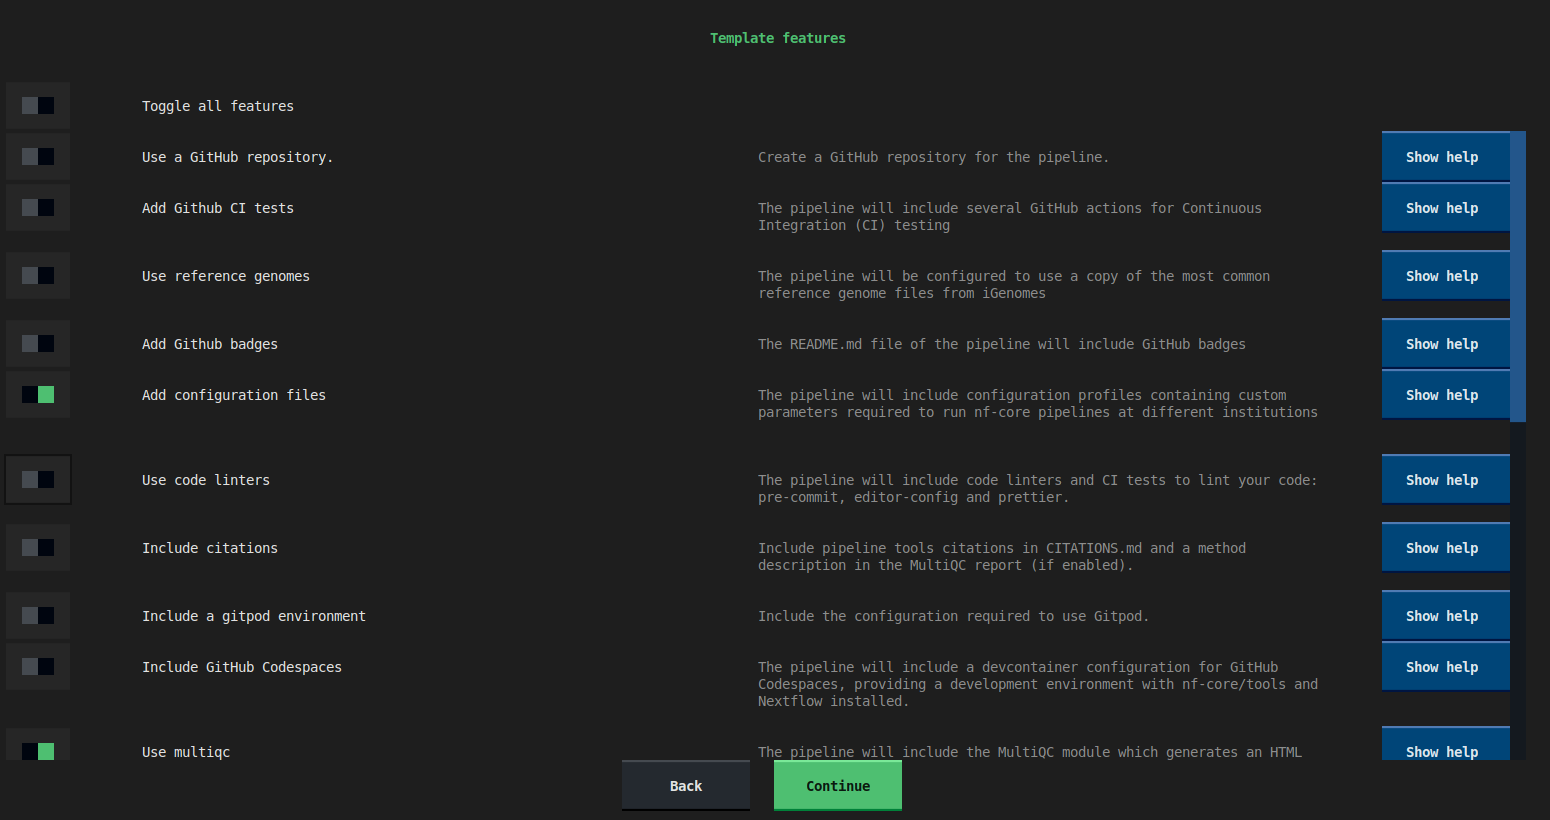 Template features
Toggle all features
Use a GitHub repository. Create a GitHub repository for the pipeline. Show help
Add Github CI tests The pipeline will include several GitHub actions for Continuous Show help
Integration (CI) testing
Use reference genomes The pipeline will be configured to use a copy of the most common Show help
reference genome files from iGenomes
Add Github badges The README.md file of the pipeline will include GitHub badges Show help
Add configuration files The pipeline will include configuration profiles containing custom Show help
parameters required to run nf-core pipelines at different institutions
Use code linters The pipeline will include code linters and CI tests to lint your code: Show help
pre-commit, editor-config and prettier.
Include citations Include pipeline tools citations in CITATIONS.md and a method Show help
description in the MultiQC report (if enabled).
Include a gitpod environment Include the configuration required to use Gitpod. Show help
Include GitHub Codespaces The pipeline will include a devcontainer configuration for GitHub Show help
Codespaces, providing a development environment with nf-core/tools and
Nextflow installed.
Use multiqc The pipeline will include the MultiQC module which generates an HTML Show help
Back Continue